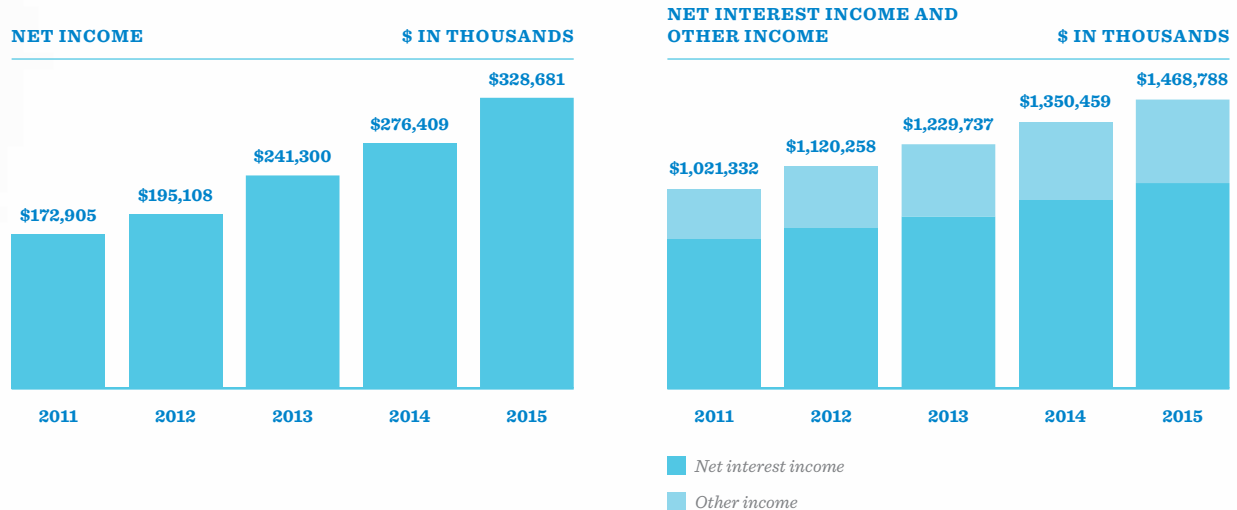 NET INCOME
$ IN THOUSANDS
$172,905
$195,108
$241,300
$276,409
$328,681
2011
2012
2013
2014
2015
NET INTEREST INCOME AND
OTHER INCOME
$ IN THOUSANDS
$1,021,332
$1,120,258
$1,229,737
$1,350,459
$1,468,788
2011
2012
2013
2014
2015
Net interest income
Other income